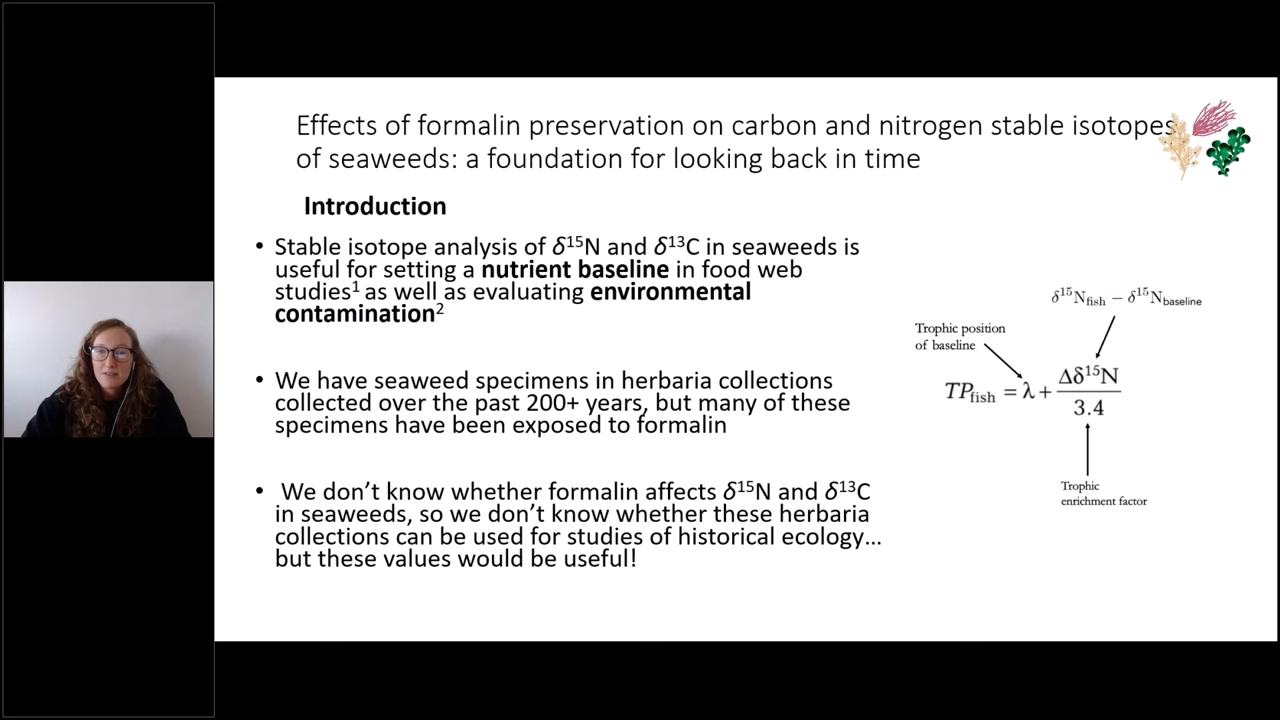 Effects of formalin preservation on carbon and nitrogen stable isotopes
of seaweeds: a foundation for looking back in time
Introduction
• Stable isotope analysis of δ¹⁵N and δ¹³C in seaweeds is
useful for setting a nutrient baseline in food web
studies¹ as well as evaluating environmental
contamination²
• We have seaweed specimens in herbaria collections
collected over the past 200+ years, but many of these
specimens have been exposed to formalin
• We don’t know whether formalin affects δ¹⁵N and δ¹³C
in seaweeds, so we don’t know whether these herbaria
collections can be used for studies of historical ecology…
but these values would be useful!
δ¹⁵N_fish − δ¹⁵N_baseline
Trophic position
of baseline
TP_fish = λ + Δδ¹⁵N / 3.4
Trophic
enrichment factor